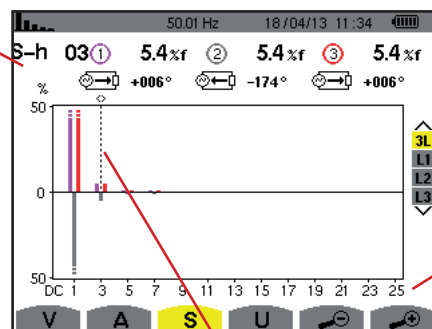 50.01 Hz 18/04/13 11:34
S-h 03 1 5.4%f 2 5.4%f 3 5.4%f
+006° -174° +006°
%
50
0
50
3L
L1
L2
L3
DC 1 3 5 7 9 11 13 15 17 19 21 23 25
V A S U